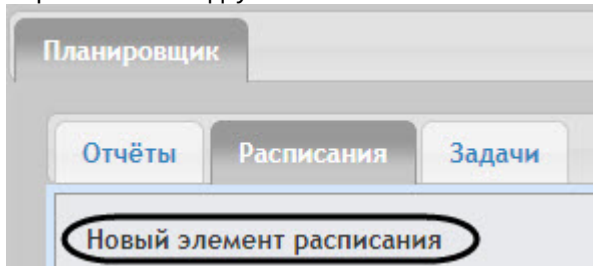 Планировщик
Отчёты Расписания Задачи
Новый элемент расписания